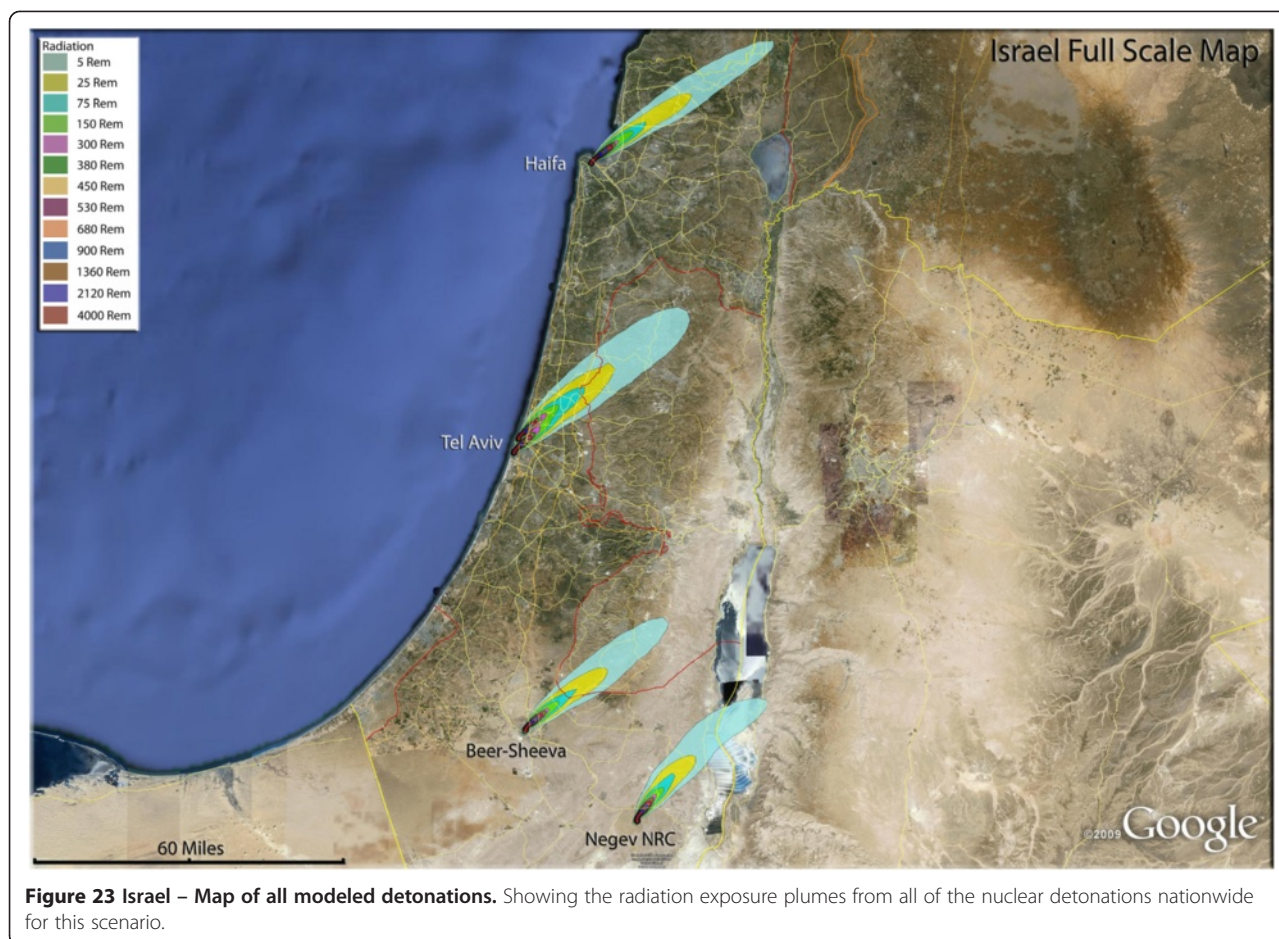 Radiation
5 Rem
25 Rem
75 Rem
150 Rem
300 Rem
380 Rem
450 Rem
530 Rem
680 Rem
900 Rem
1360 Rem
2120 Rem
4000 Rem
Israel Full Scale Map
Haifa
Tel Aviv
Beer-Sheeva
Negev NRC
60 Miles
©2009 Google
Figure 23 Israel – Map of all modeled detonations. Showing the radiation exposure plumes from all of the nuclear detonations nationwide
for this scenario.